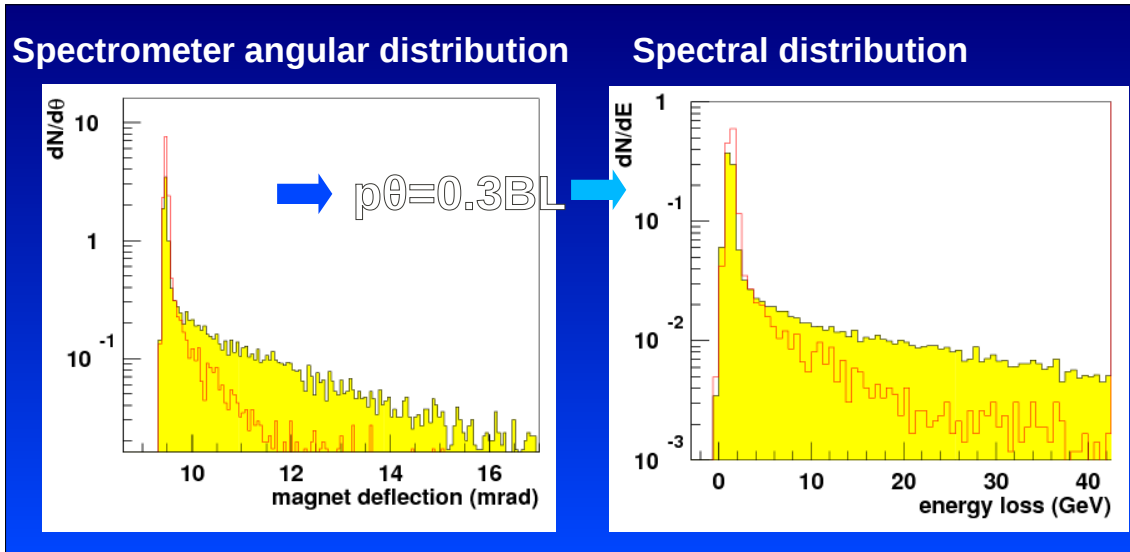 Spectrometer angular distribution
Spectral distribution
dN/dθ
10
1
10 -1
10
12
14
16
magnet deflection (mrad)
pθ=0.3BL
dN/dE
1
10 -1
10 -2
10 -3
0
10
20
30
40
energy loss (GeV)